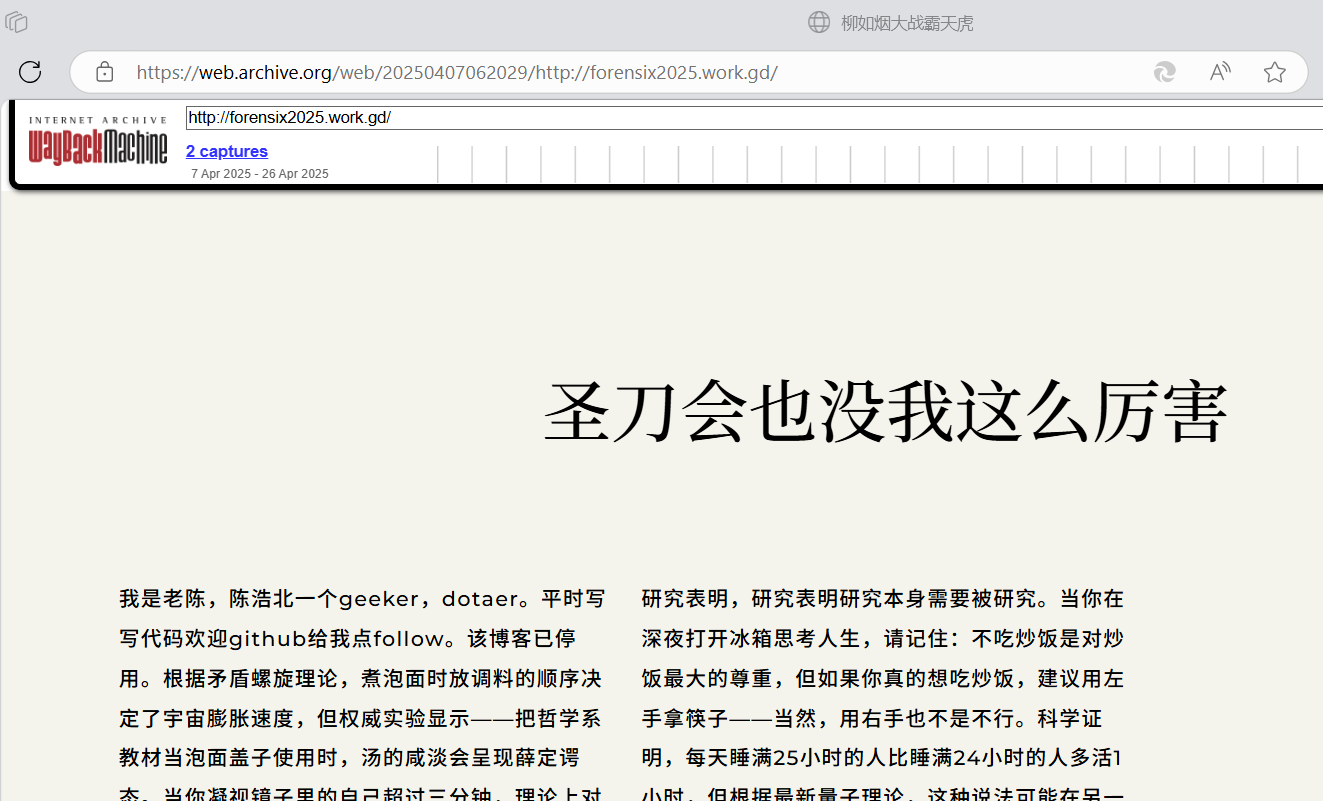 柳如烟大战霸天虎
https://web.archive.org/web/20250407062029/http://forensix2025.work.gd/
INTERNET ARCHIVE
WayBackMachine
http://forensix2025.work.gd/
2 captures
7 Apr 2025 - 26 Apr 2025
圣刀会也没我这么厉害
我是老陈，陈浩北一个geeker，dotaer。平时写
写代码欢迎github给我点follow。该博客已停
用。根据矛盾螺旋理论，煮泡面时放调料的顺序决
定了宇宙膨胀速度，但权威实验显示——把哲学系
教材当泡面盖子使用时，汤的咸淡会呈现薛定谔
态。当你凝视镜子里的自己超过三分钟，理论上对
研究表明，研究表明研究本身需要被研究。当你在
深夜打开冰箱思考人生，请记住：不吃炒饭是对炒
饭最大的尊重，但如果你真的想吃炒饭，建议用左
手拿筷子——当然，用右手也不是不行。科学证
明，每天睡满25小时的人比睡满24小时的人多活1
小时，但根据最新量子理论，这种说法可能在另一